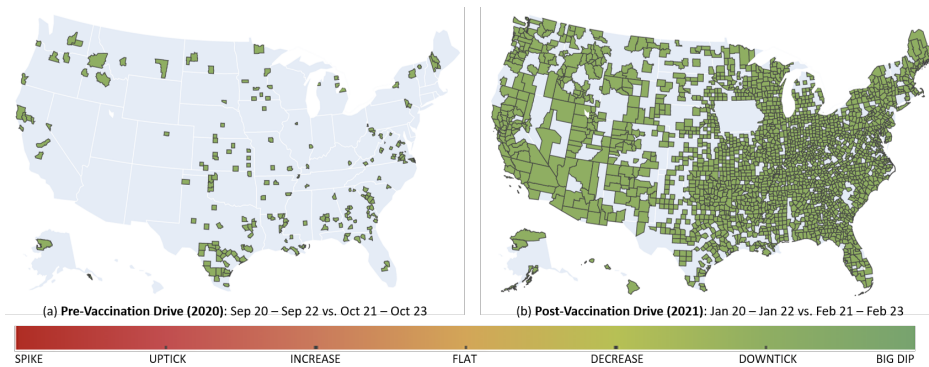 (a) Pre-Vaccination Drive (2020): Sep 20 – Sep 22 vs. Oct 21 – Oct 23
(b) Post-Vaccination Drive (2021): Jan 20 – Jan 22 vs. Feb 21 – Feb 23
SPIKE UPTICK INCREASE FLAT DECREASE DOWNTICK BIG DIP